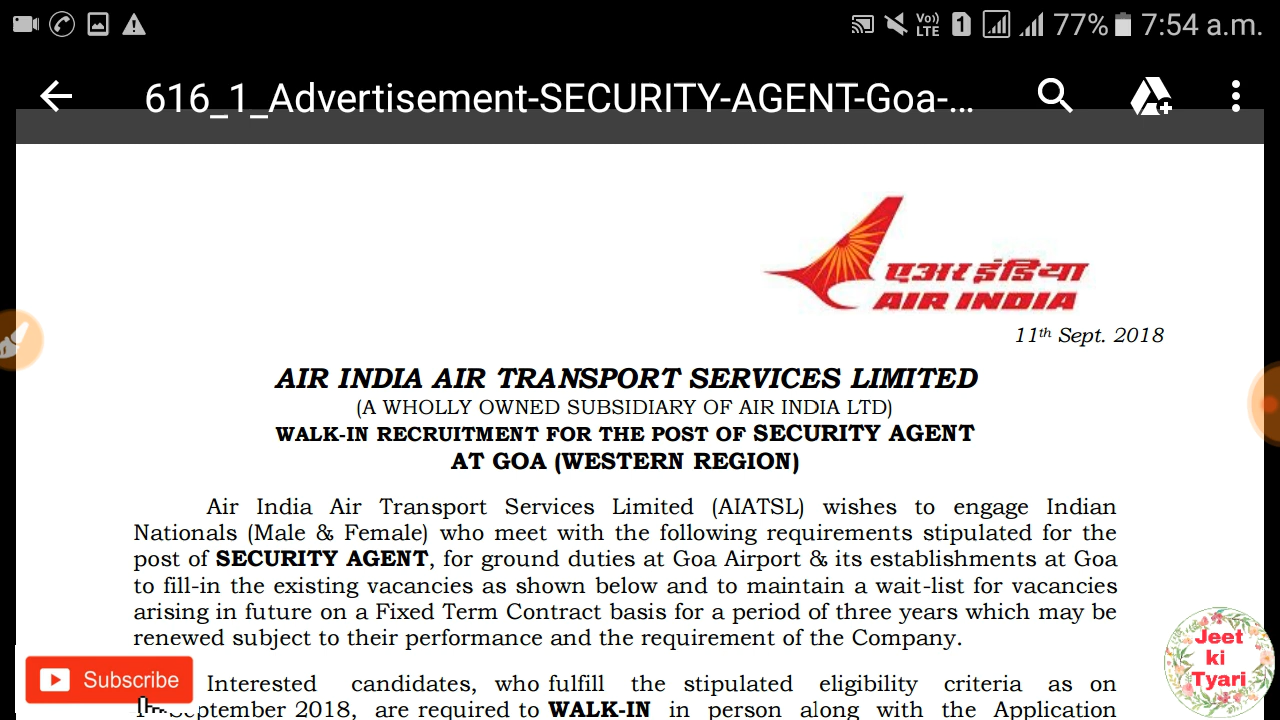 Vo)) LTE 1 77% 7:54 a.m.
616_1_Advertisement-SECURITY-AGENT-Goa-...
एअर इंडिया
AIR INDIA
11th Sept. 2018
AIR INDIA AIR TRANSPORT SERVICES LIMITED
(A WHOLLY OWNED SUBSIDIARY OF AIR INDIA LTD)
WALK-IN RECRUITMENT FOR THE POST OF SECURITY AGENT
AT GOA (WESTERN REGION)
Air India Air Transport Services Limited (AIATSL) wishes to engage Indian
Nationals (Male & Female) who meet with the following requirements stipulated for the
post of SECURITY AGENT, for ground duties at Goa Airport & its establishments at Goa
to fill-in the existing vacancies as shown below and to maintain a wait-list for vacancies
arising in future on a Fixed Term Contract basis for a period of three years which may be
renewed subject to their performance and the requirement of the Company.
Interested candidates, who fulfill the stipulated eligibility criteria as on
September 2018, are required to WALK-IN in person along with the Application
Subscribe
Jeet
ki
Tyari